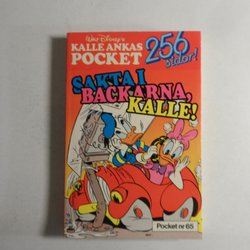 Walt Disney's
KALLE ANKAS
POCKET
256
sidor!
SAKTA I
BACKARNA,
KALLE!
Pocket nr 65